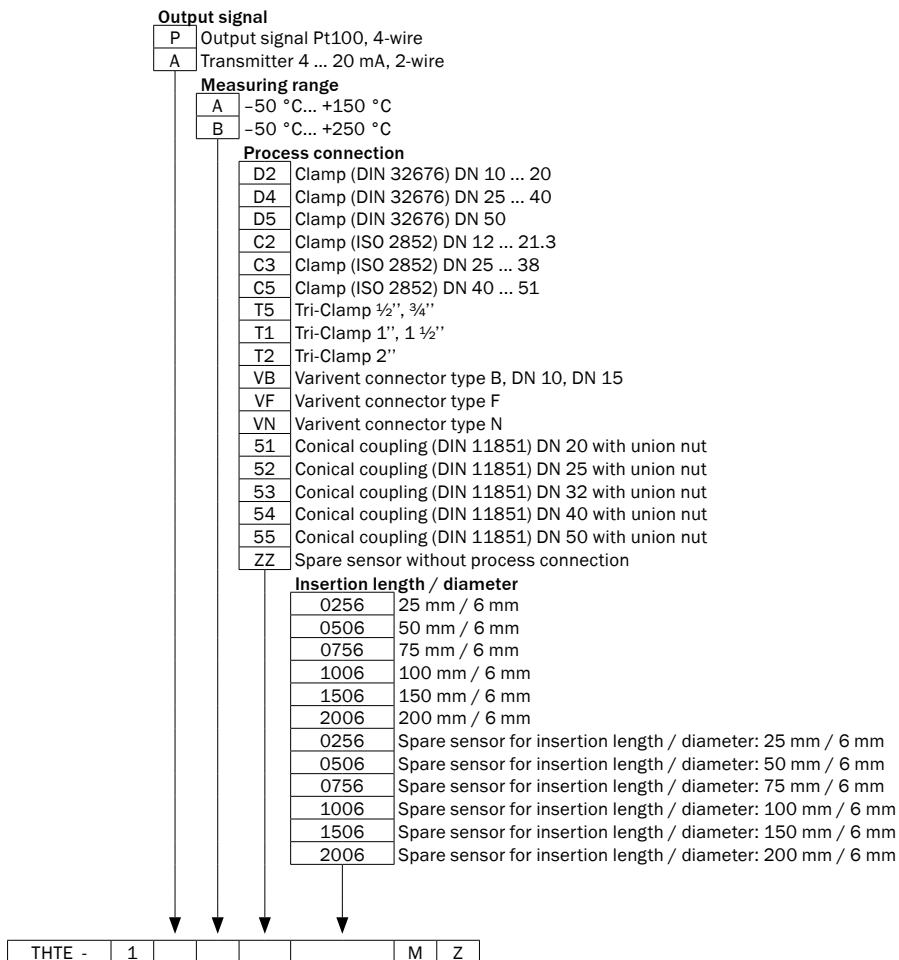 Output signal
P Output signal Pt100, 4-wire
A Transmitter 4 ... 20 mA, 2-wire
Measuring range
A –50 °C... +150 °C
B –50 °C... +250 °C
Process connection
D2 Clamp (DIN 32676) DN 10 ... 20
D4 Clamp (DIN 32676) DN 25 ... 40
D5 Clamp (DIN 32676) DN 50
C2 Clamp (ISO 2852) DN 12 ... 21.3
C3 Clamp (ISO 2852) DN 25 ... 38
C5 Clamp (ISO 2852) DN 40 ... 51
T5 Tri-Clamp ½’’, ¾’’
T1 Tri-Clamp 1’’, 1 ½’’
T2 Tri-Clamp 2’’
VB Varivent connector type B, DN 10, DN 15
VF Varivent connector type F
VN Varivent connector type N
51 Conical coupling (DIN 11851) DN 20 with union nut
52 Conical coupling (DIN 11851) DN 25 with union nut
53 Conical coupling (DIN 11851) DN 32 with union nut
54 Conical coupling (DIN 11851) DN 40 with union nut
55 Conical coupling (DIN 11851) DN 50 with union nut
ZZ Spare sensor without process connection
Insertion length / diameter
0256 25 mm / 6 mm
0506 50 mm / 6 mm
0756 75 mm / 6 mm
1006 100 mm / 6 mm
1506 150 mm / 6 mm
2006 200 mm / 6 mm
0256 Spare sensor for insertion length / diameter: 25 mm / 6 mm
0506 Spare sensor for insertion length / diameter: 50 mm / 6 mm
0756 Spare sensor for insertion length / diameter: 75 mm / 6 mm
1006 Spare sensor for insertion length / diameter: 100 mm / 6 mm
1506 Spare sensor for insertion length / diameter: 150 mm / 6 mm
2006 Spare sensor for insertion length / diameter: 200 mm / 6 mm
THTE - 1 M Z